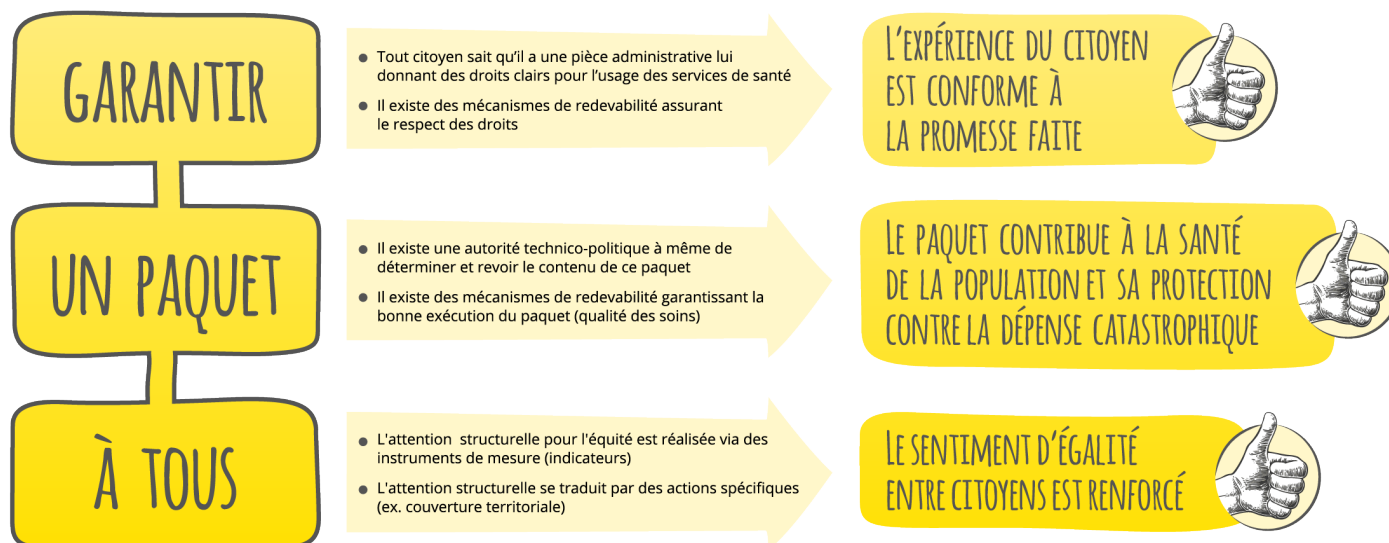 GARANTIR
Tout citoyen sait qu'il a une pièce administrative lui
donnant des droits clairs pour l'usage des services de santé
Il existe des mécanismes de redevabilité assurant
le respect des droits
L'EXPÉRIENCE DU CITOYEN
EST CONFORME À
LA PROMESSE FAITE
UN PAQUET
Il existe une autorité technico-politique à même de
déterminer et revoir le contenu de ce paquet
Il existe des mécanismes de redevabilité garantissant la
bonne exécution du paquet (qualité des soins)
LE PAQUET CONTRIBUE À LA SANTÉ
DE LA POPULATION ET SA PROTECTION
CONTRE LA DÉPENSE CATASTROPHIQUE
À TOUS
L'attention structurelle pour l'équité est réalisée via des
instruments de mesure (indicateurs)
L'attention structurelle se traduit par des actions spécifiques
(ex. couverture territoriale)
LE SENTIMENT D'ÉGALITÉ
ENTRE CITOYENS EST RENFORCÉ